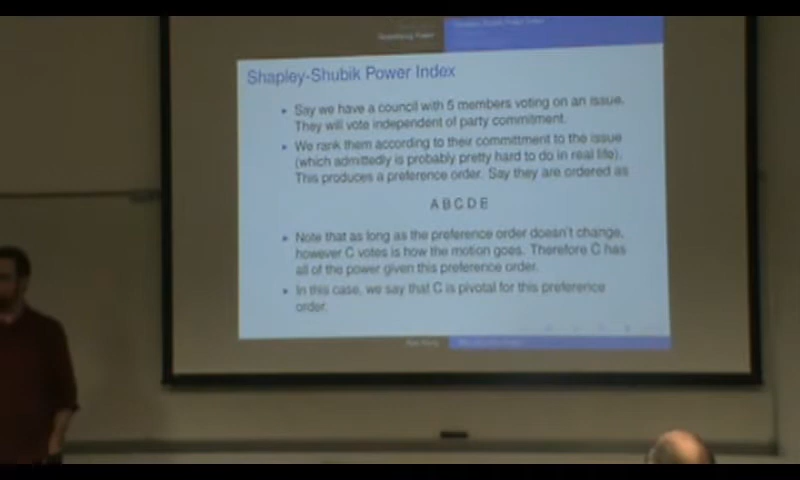 Shapley-Shubik Power Index
Shapley-Shubik Power Index
Say we have a council with 5 members voting on an issue.
They will vote independent of party commitment.
We rank them according to their committment to the issue
(which admittedly is probably pretty hard to do in real life).
This produces a preference order. Say they are ordered as
A B C D E
Note that as long as the preference order doesn't change,
however C votes is how the motion goes. Therefore C has
all of the power given this preference order.
In this case, we say that C is pivotal for this preference
order.